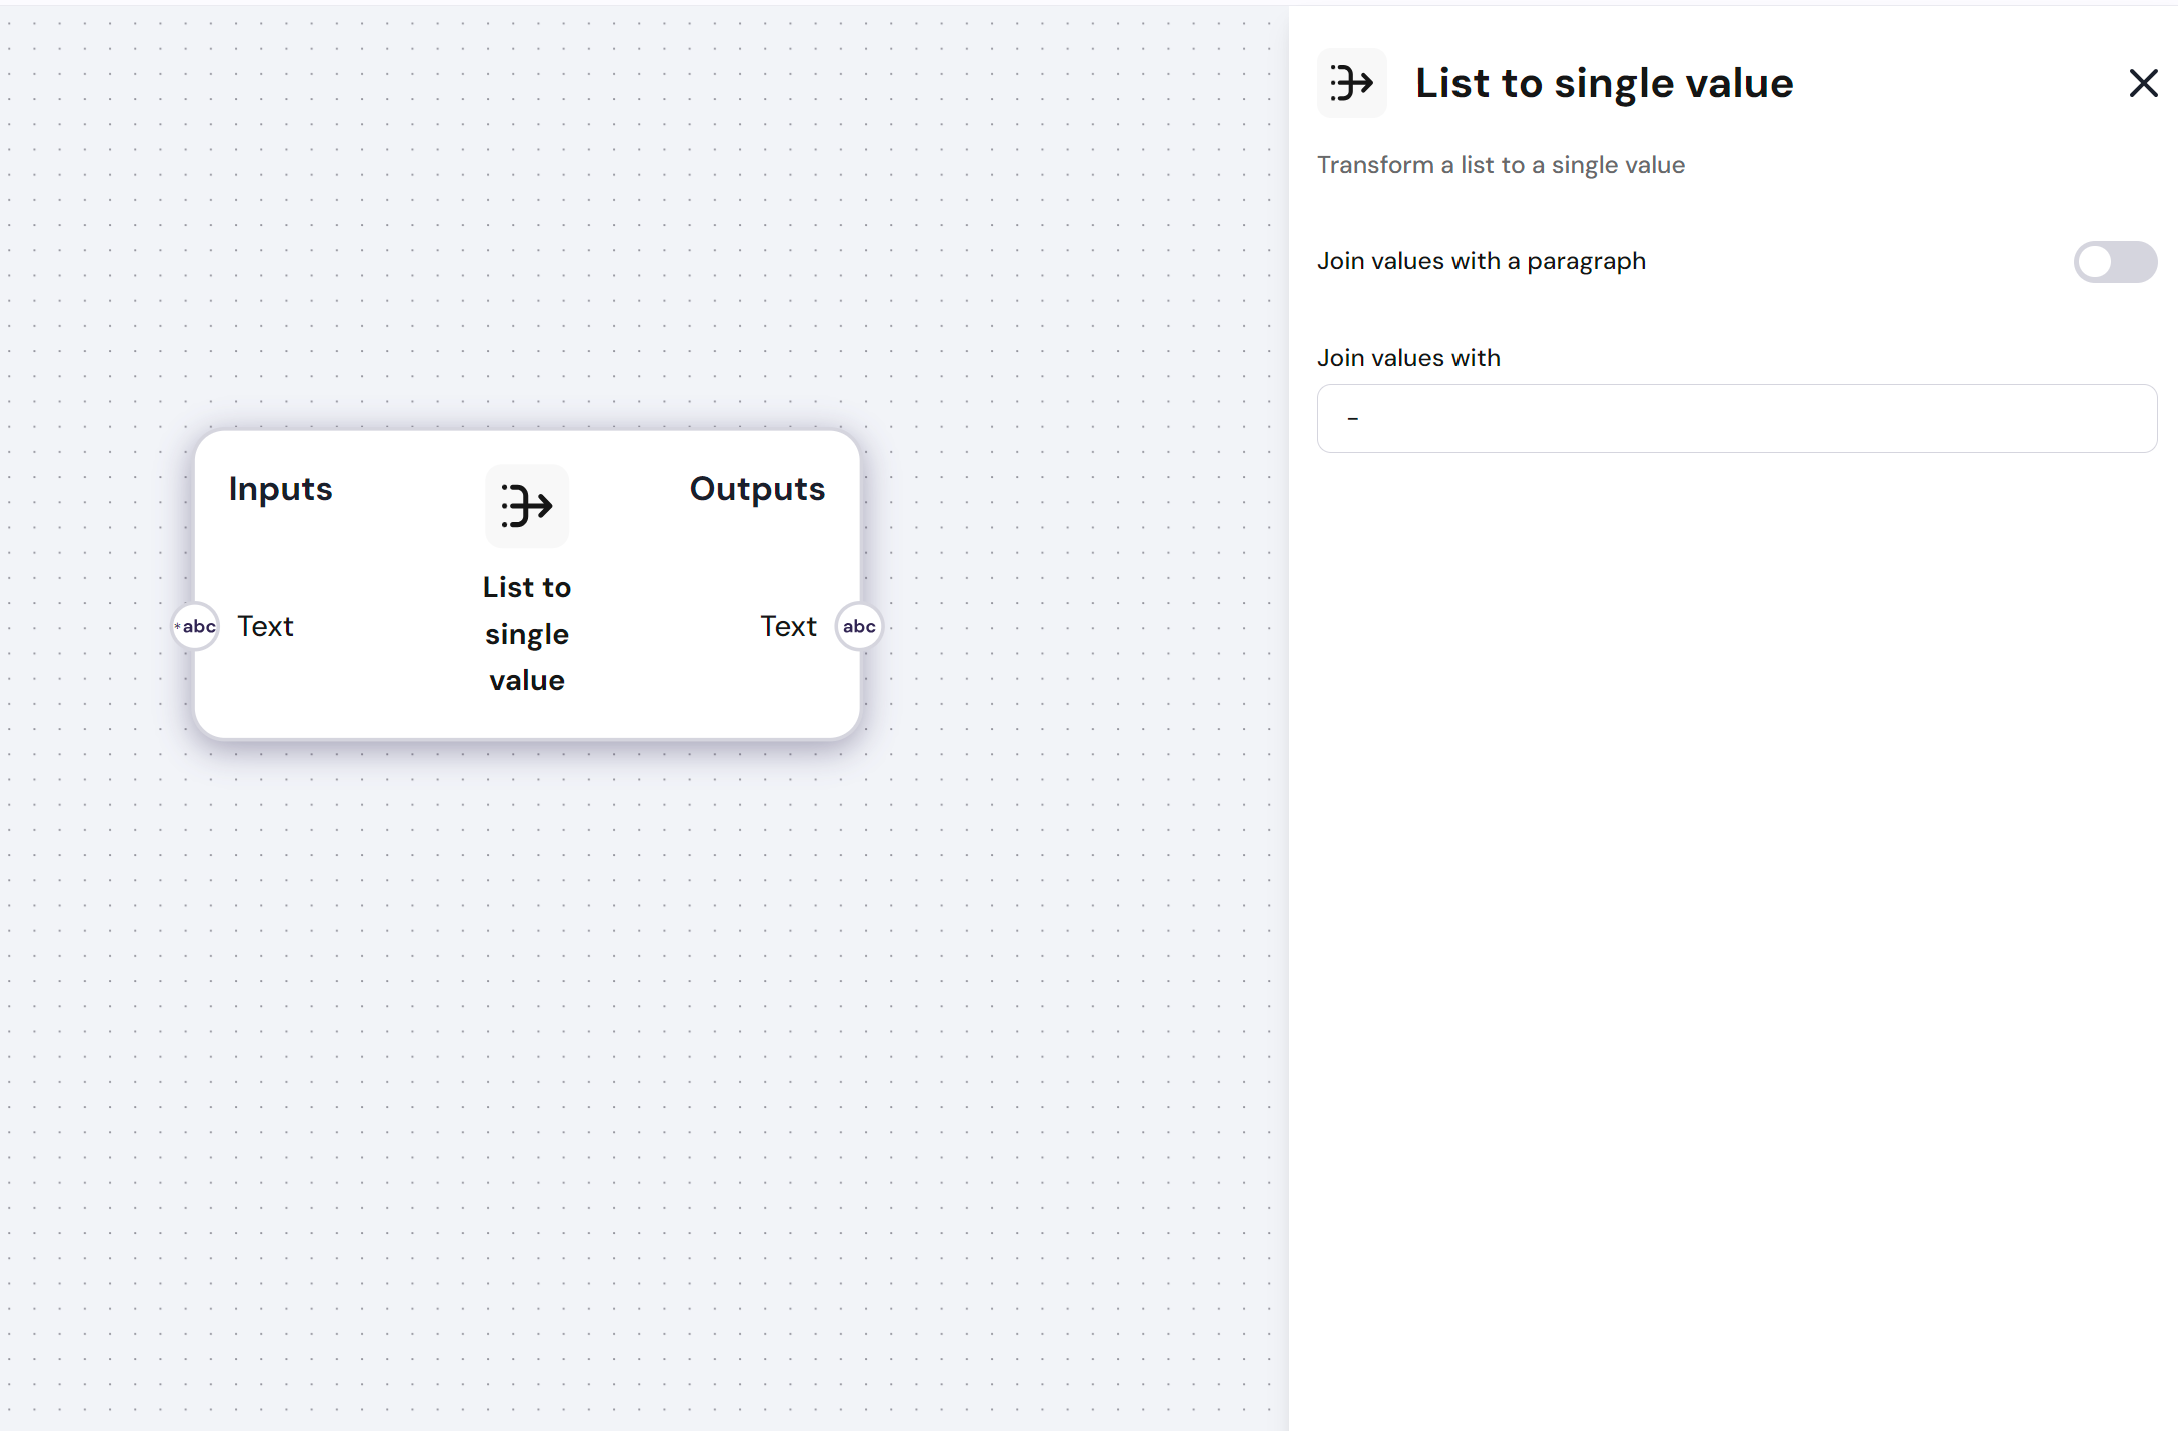 Inputs
Outputs
List to
single
value
*abc Text
Text abc
List to single value
Transform a list to a single value
Join values with a paragraph
Join values with
-